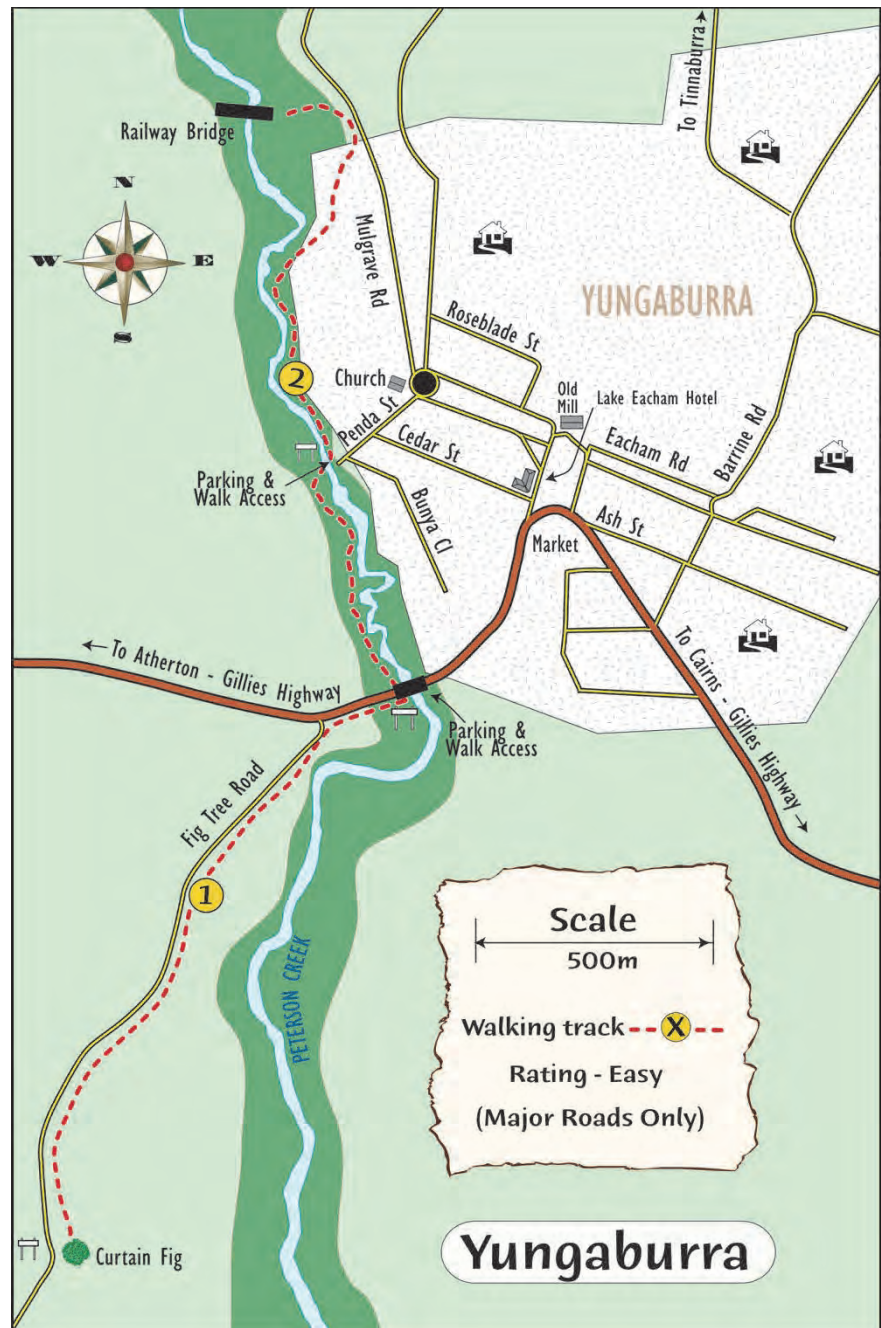 To Tinnaburra
Railway Bridge
N
W
E
S
Mulgrave Rd
YUNGABURRA
Roseblade St
2
Church
Penda St
Old
Mill
Lake Eacham Hotel
Cedar St
Eacham Rd
Barrine Rd
Parking &
Walk Access
Bunya Cl
Market
Ash St
To Atherton - Gillies Highway
To Cairns - Gillies Highway
Parking &
Walk Access
Fig Tree Road
1
PETERSON CREEK
Scale
500m
Walking track X
Rating - Easy
(Major Roads Only)
Curtain Fig
Yungaburra